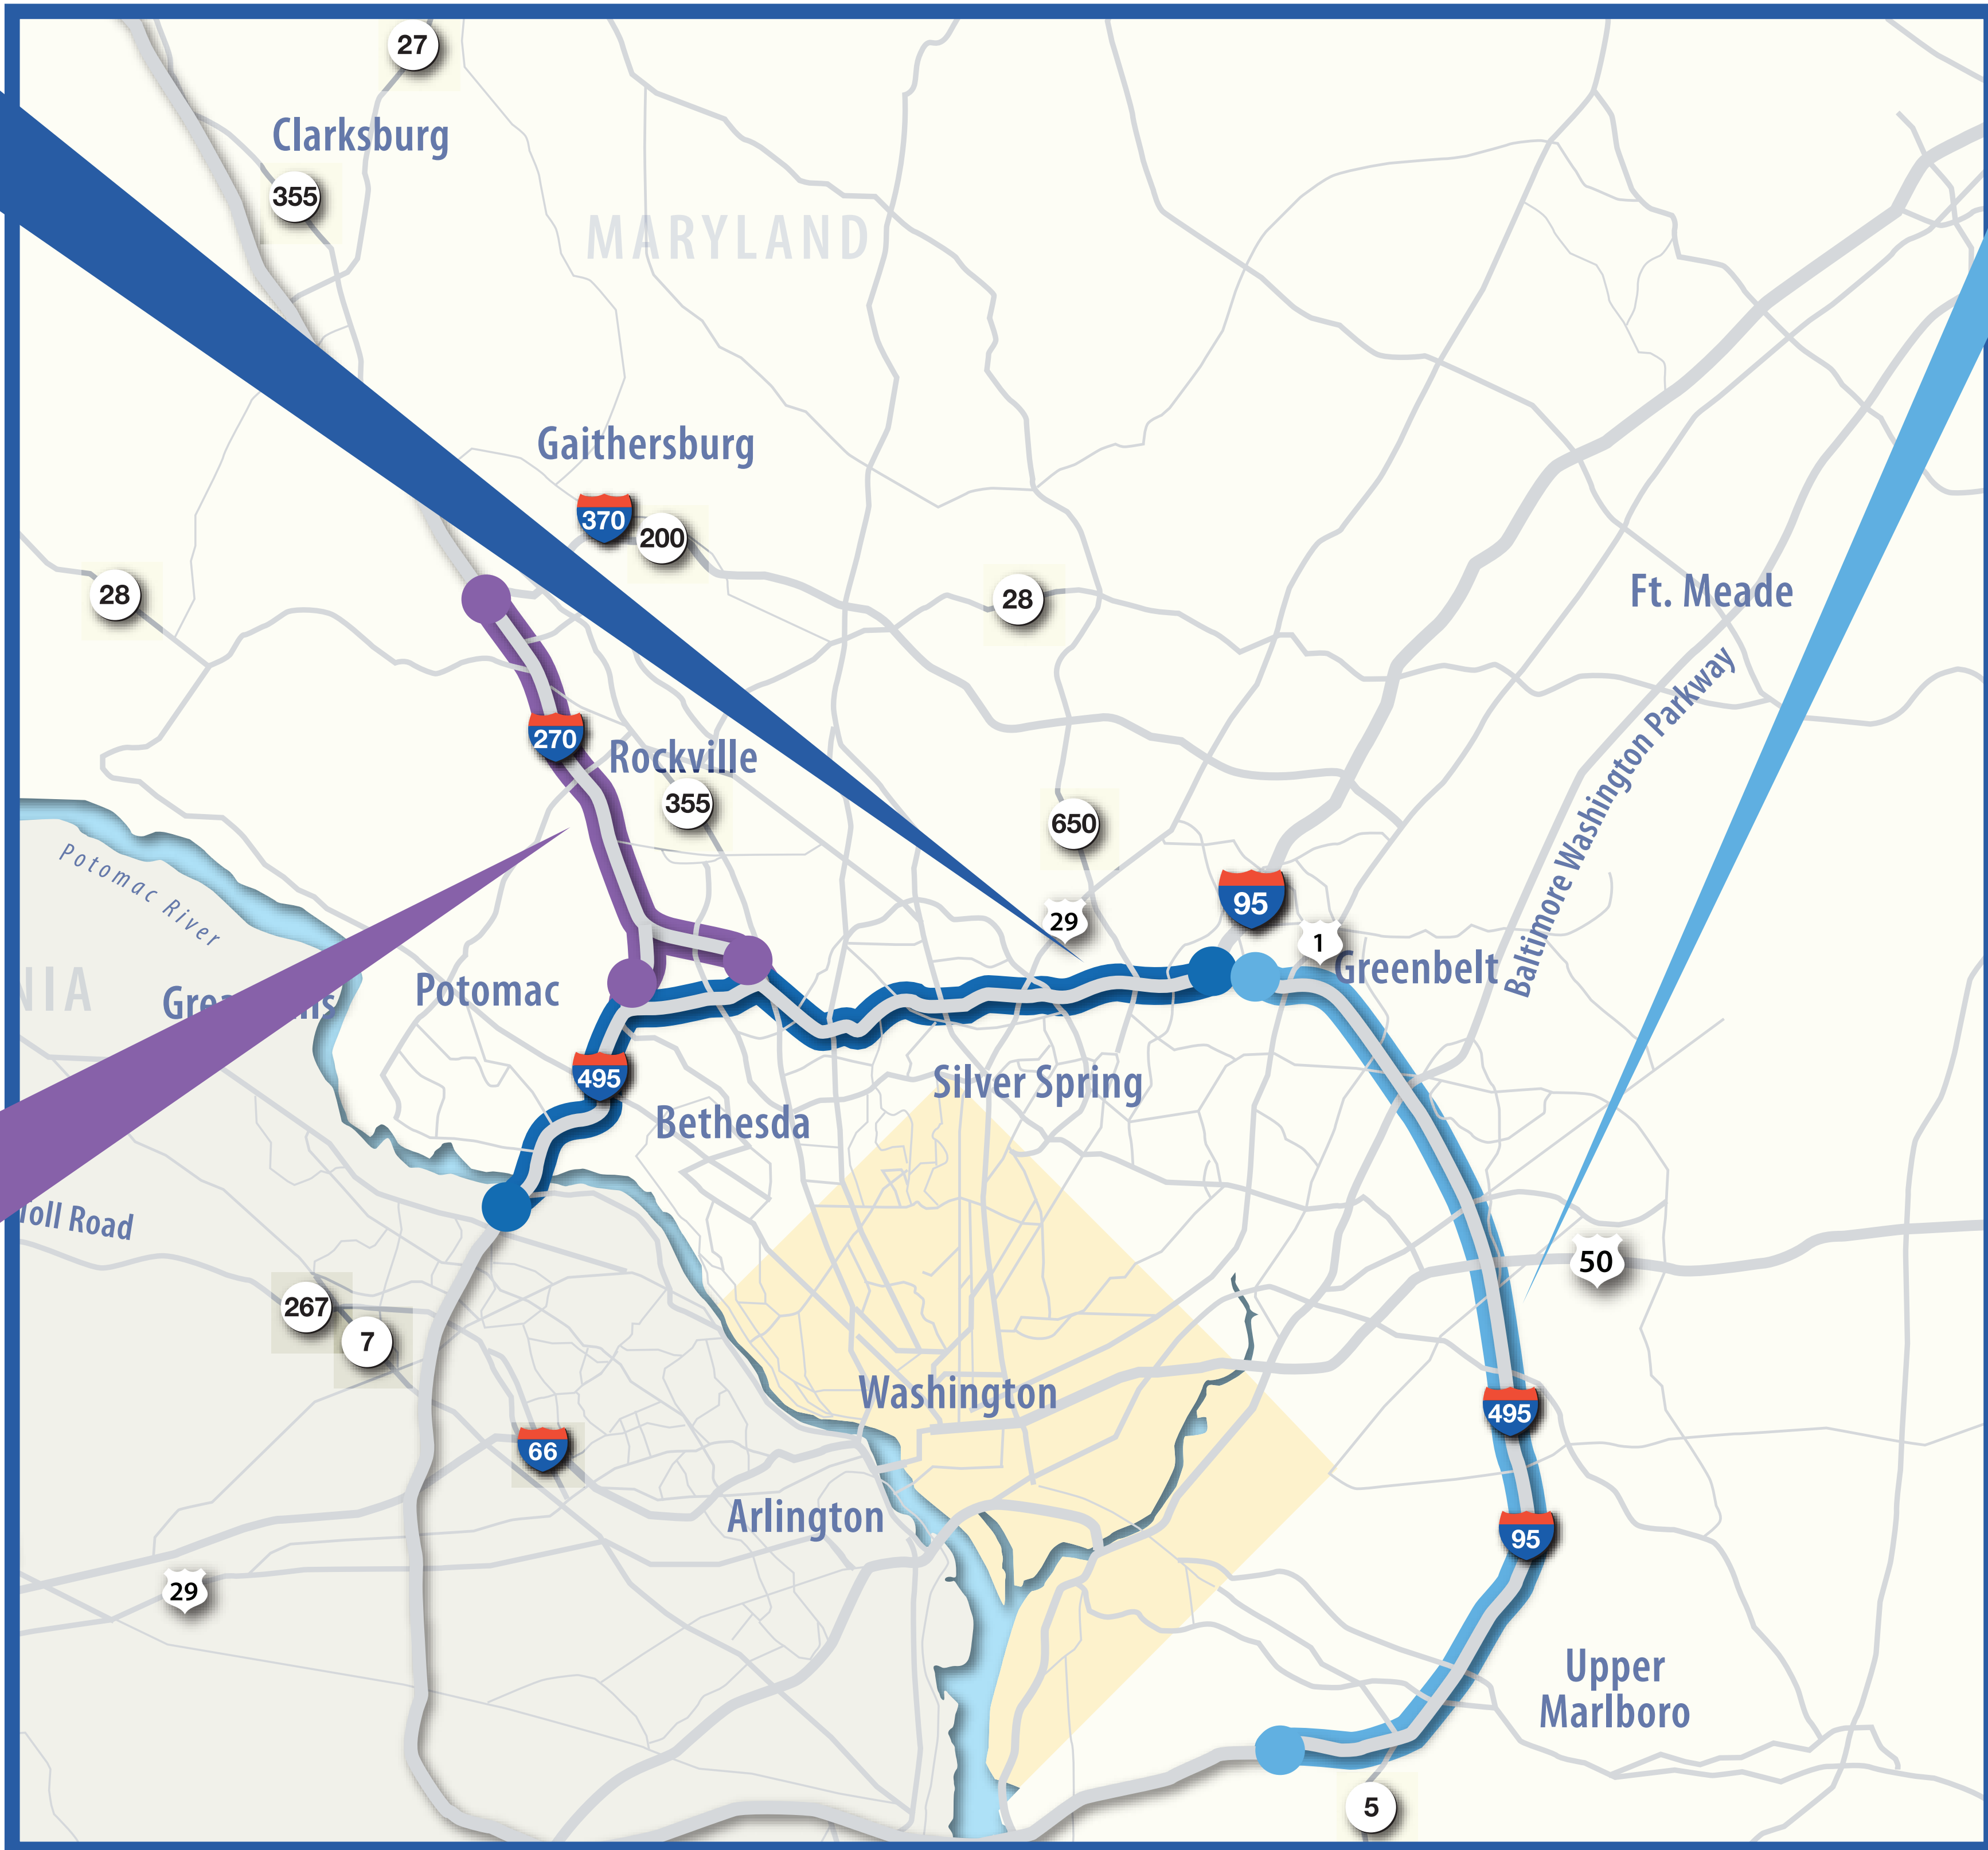 27
Clarksburg
355
MARYLAND
Gaithersburg
370
200
28
28
Ft. Meade
270
Rockville
355
650
Baltimore Washington Parkway
Potomac River
95
29
1
Greenbelt
NIA
Potomac
495
Silver Spring
Bethesda
Toll Road
50
267
7
Washington
495
66
Arlington
95
29
Upper
Marlboro
5